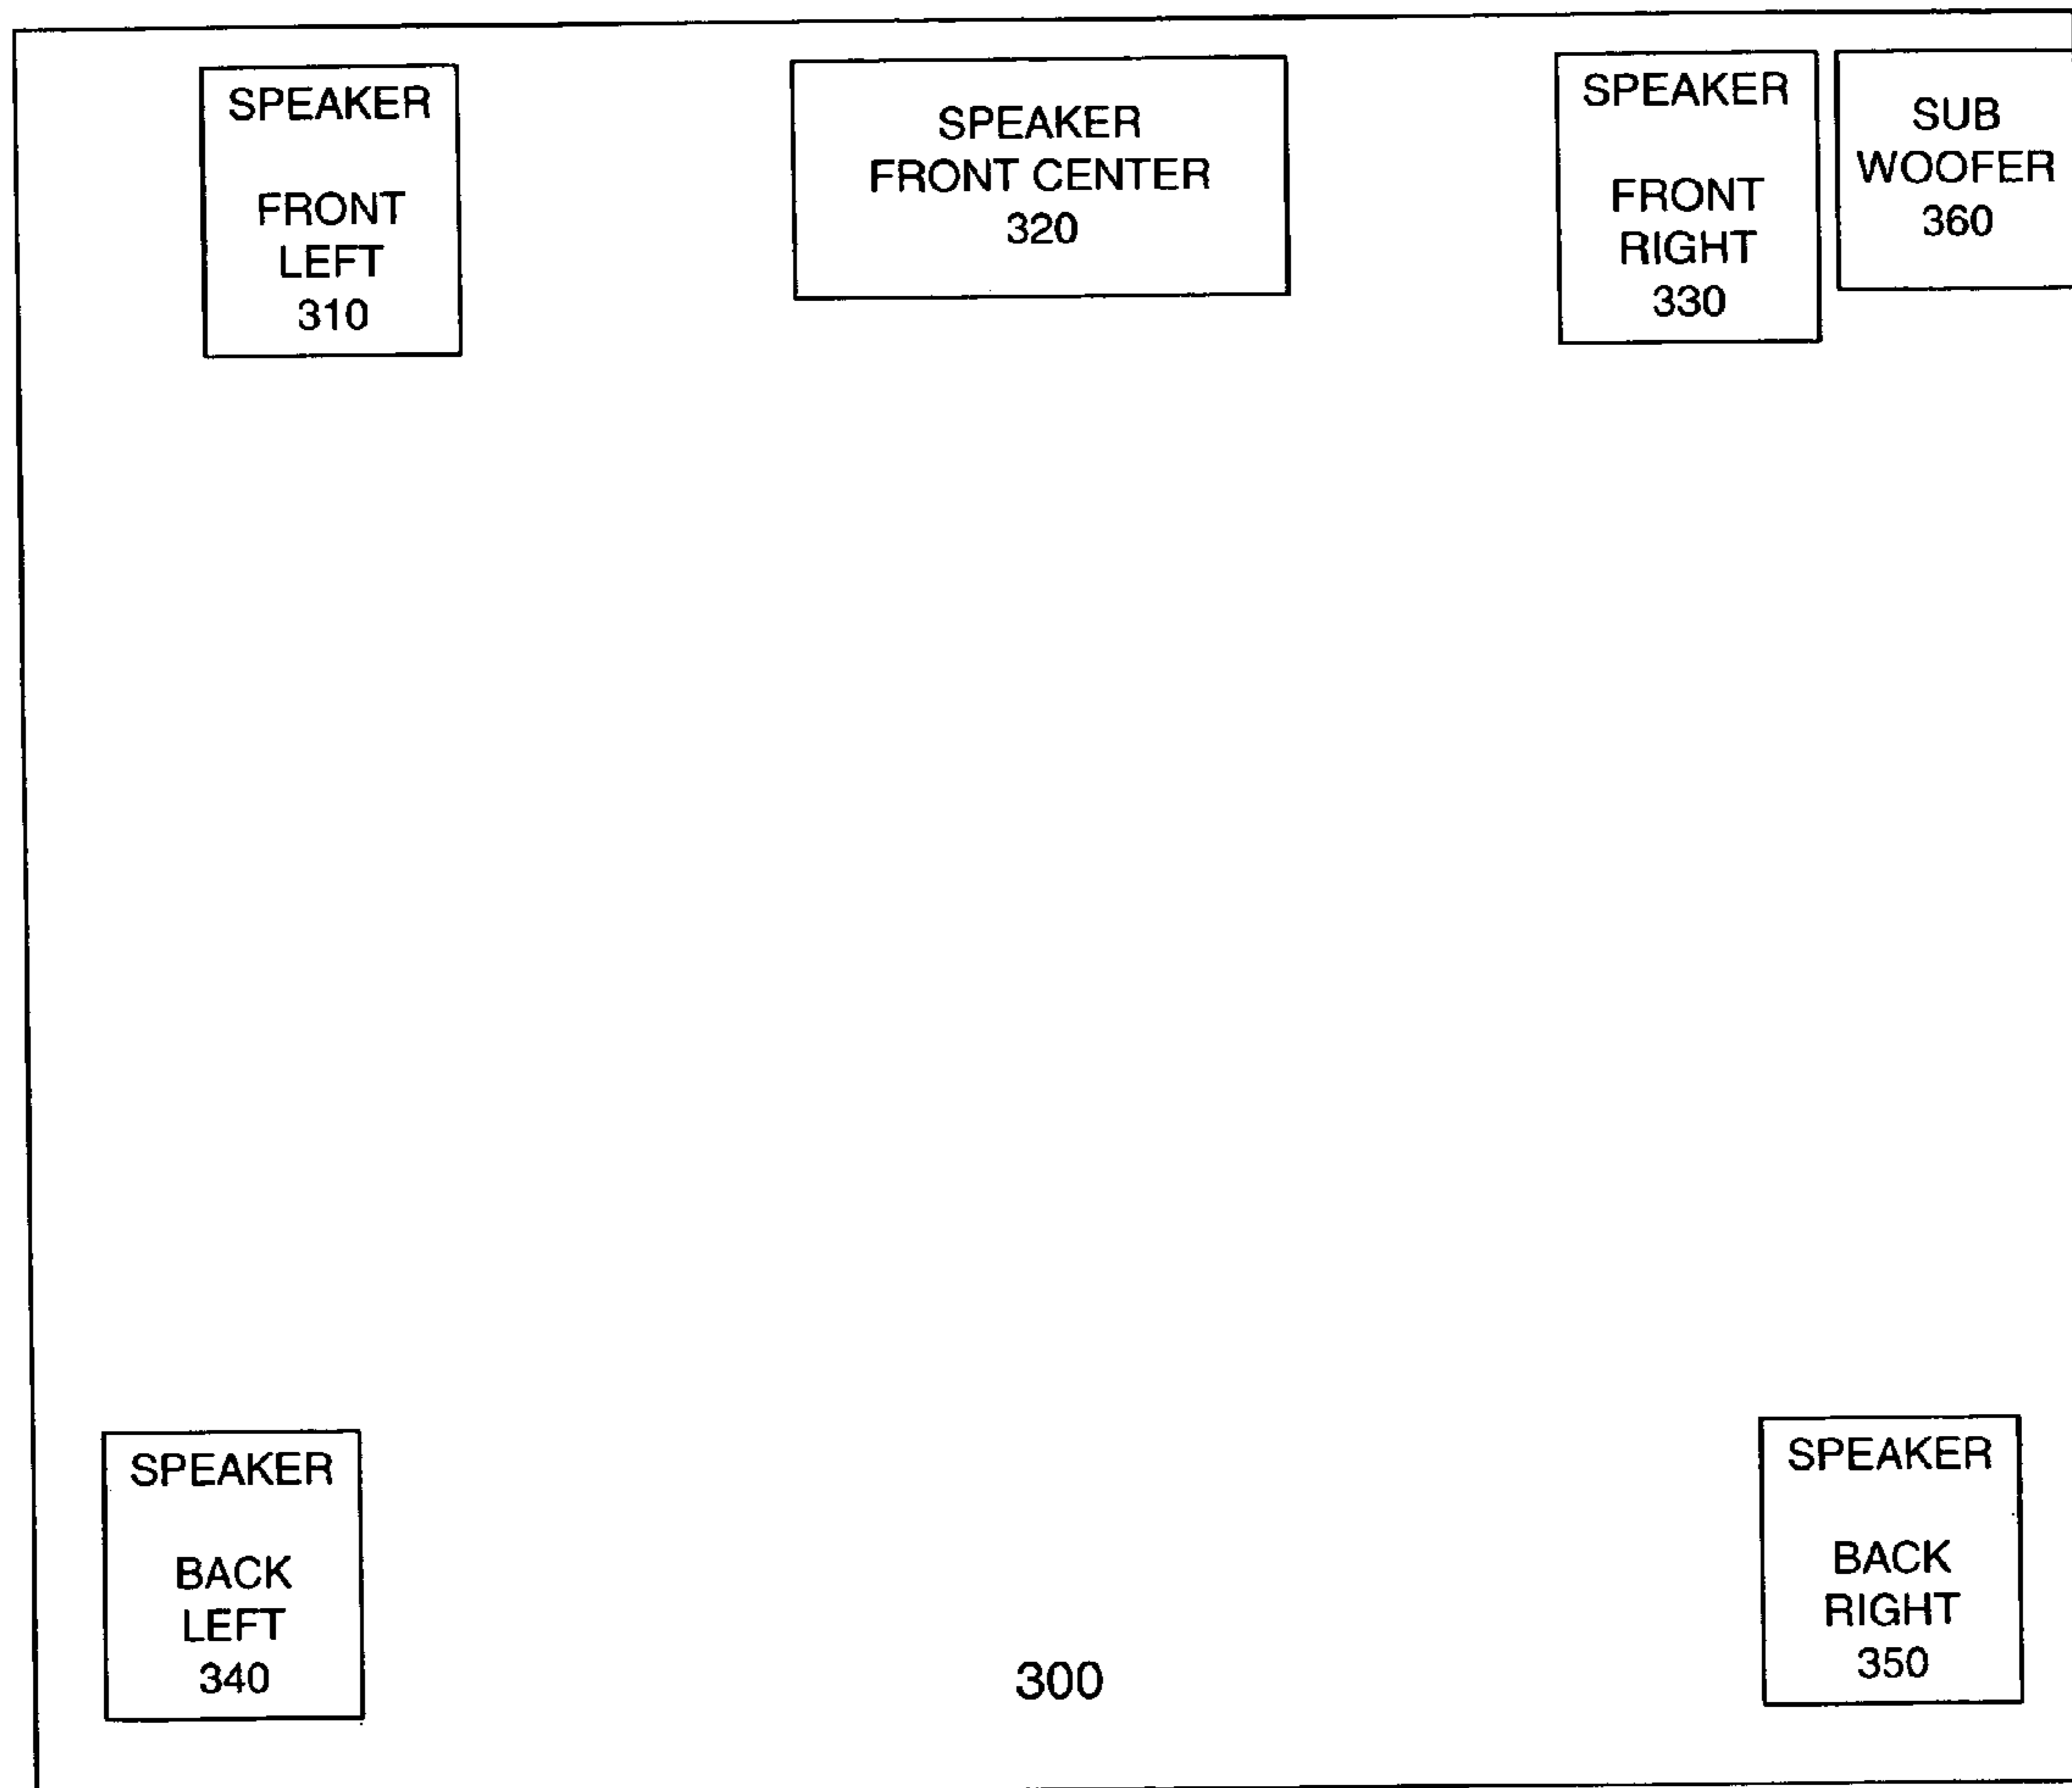 SPEAKER
FRONT
LEFT
310
SPEAKER
FRONT CENTER
320
SPEAKER
FRONT
RIGHT
330
SUB
WOOFER
360
SPEAKER
BACK
LEFT
340
300
SPEAKER
BACK
RIGHT
350